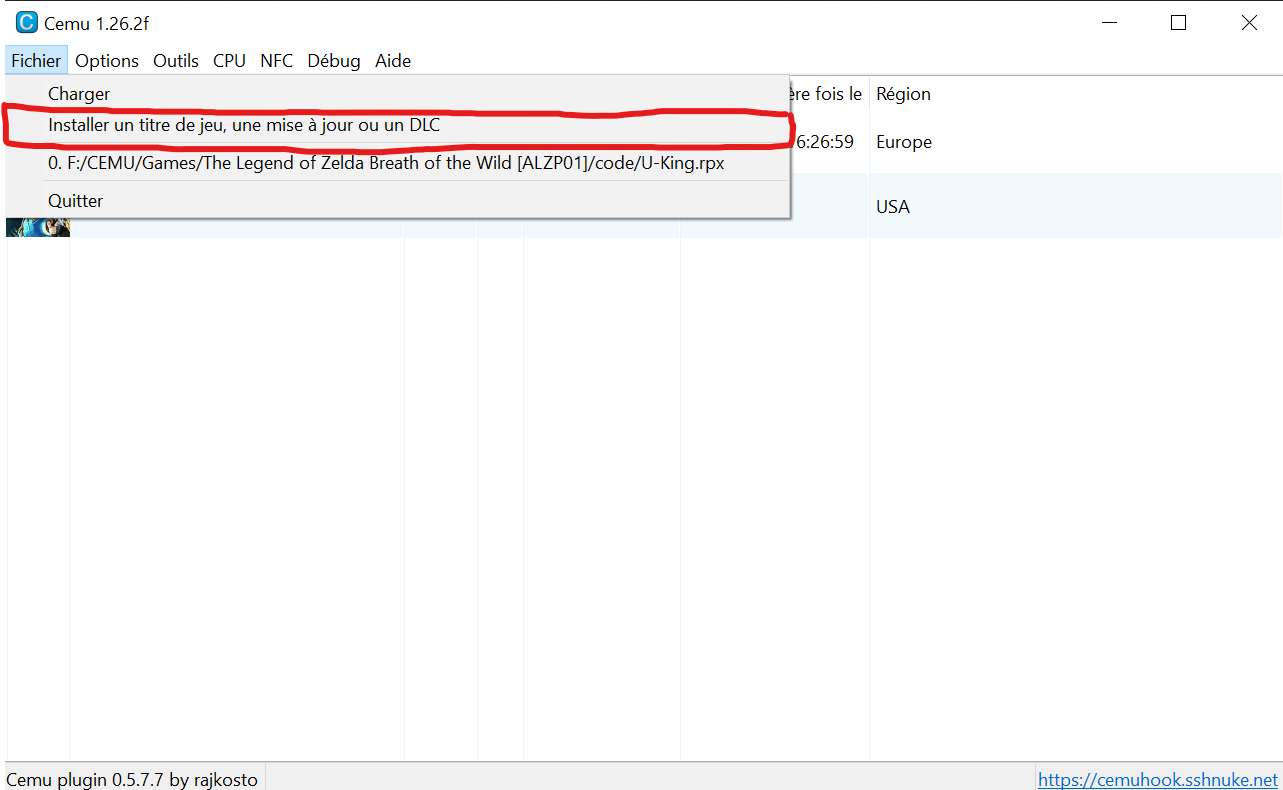 Cemu 1.26.2f
Fichier Options Outils CPU NFC Débug Aide
Charger
ère fois le Région
Installer un titre de jeu, une mise à jour ou un DLC
6:26:59 Europe
0. F:/CEMU/Games/The Legend of Zelda Breath of the Wild [ALZP01]/code/U-King.rpx
Quitter
USA
Cemu plugin 0.5.7.7 by rajkosto
https://cemuhook.sshnuke.net